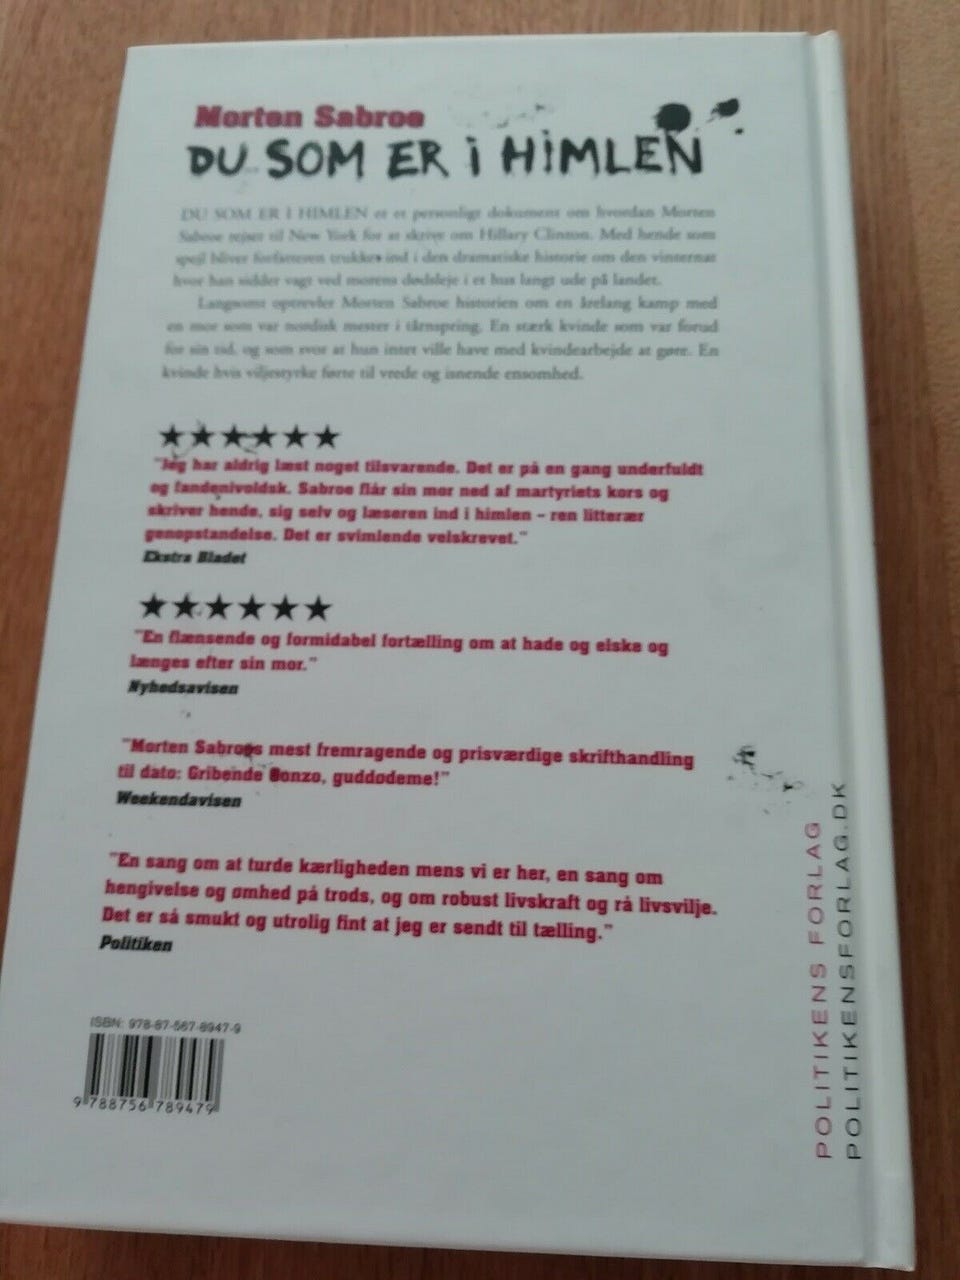 Morten Sabroe
DU SOM ER i HiMLEN
DU SOM ER I HIMLEN er et personligt dokument om hvordan Morten
Sabroe rejser til New York for at skrive om Hillary Clinton. Med hende som
spejl bliver forfatteren trukket ind i den dramatiske historie om den vinternat
hvor han sidder vagt ved morens dødsleje i et hus langt ude på landet.
Langsomt optrevler Morten Sabroe historien om en årelang kamp med
en mor som var nordisk mester i tårnspring. En stærk kvinde som var forud
for sin tid, og som svor at hun intet ville have med kvindearbejde at gøre. En
kvinde hvis viljestyrke førte til vrede og isnende ensomhed.
★★★★★★
"Jeg har aldrig læst noget tilsvarende. Det er på en gang underfuldt
og fandenivoldsk. Sabroe flår sin mor ned af martyriets kors og
skriver hende, sig selv og læseren ind i himlen – ren litterær
genopstandelse. Det er svimlende velskrevet."
Ekstra Bladet
★★★★★★
"En flænsende og formidabel fortælling om at hade og elske og
længes efter sin mor."
Nyhedsavisen
"Morten Sabroes mest fremragende og prisværdige skrifthandling
til dato: Gribende Gonzo, guddødeme!"
Weekendavisen
"En sang om at turde kærligheden mens vi er her, en sang om
hengivelse og ømhed på trods, og om robust livskraft og rå livsvilje.
Det er så smukt og utrolig fint at jeg er sendt til tælling."
Politiken
ISBN: 978-87-567-8947-9
9 788756 789479
POLITIKENS FORLAG
POLITIKENSFORLAG.DK